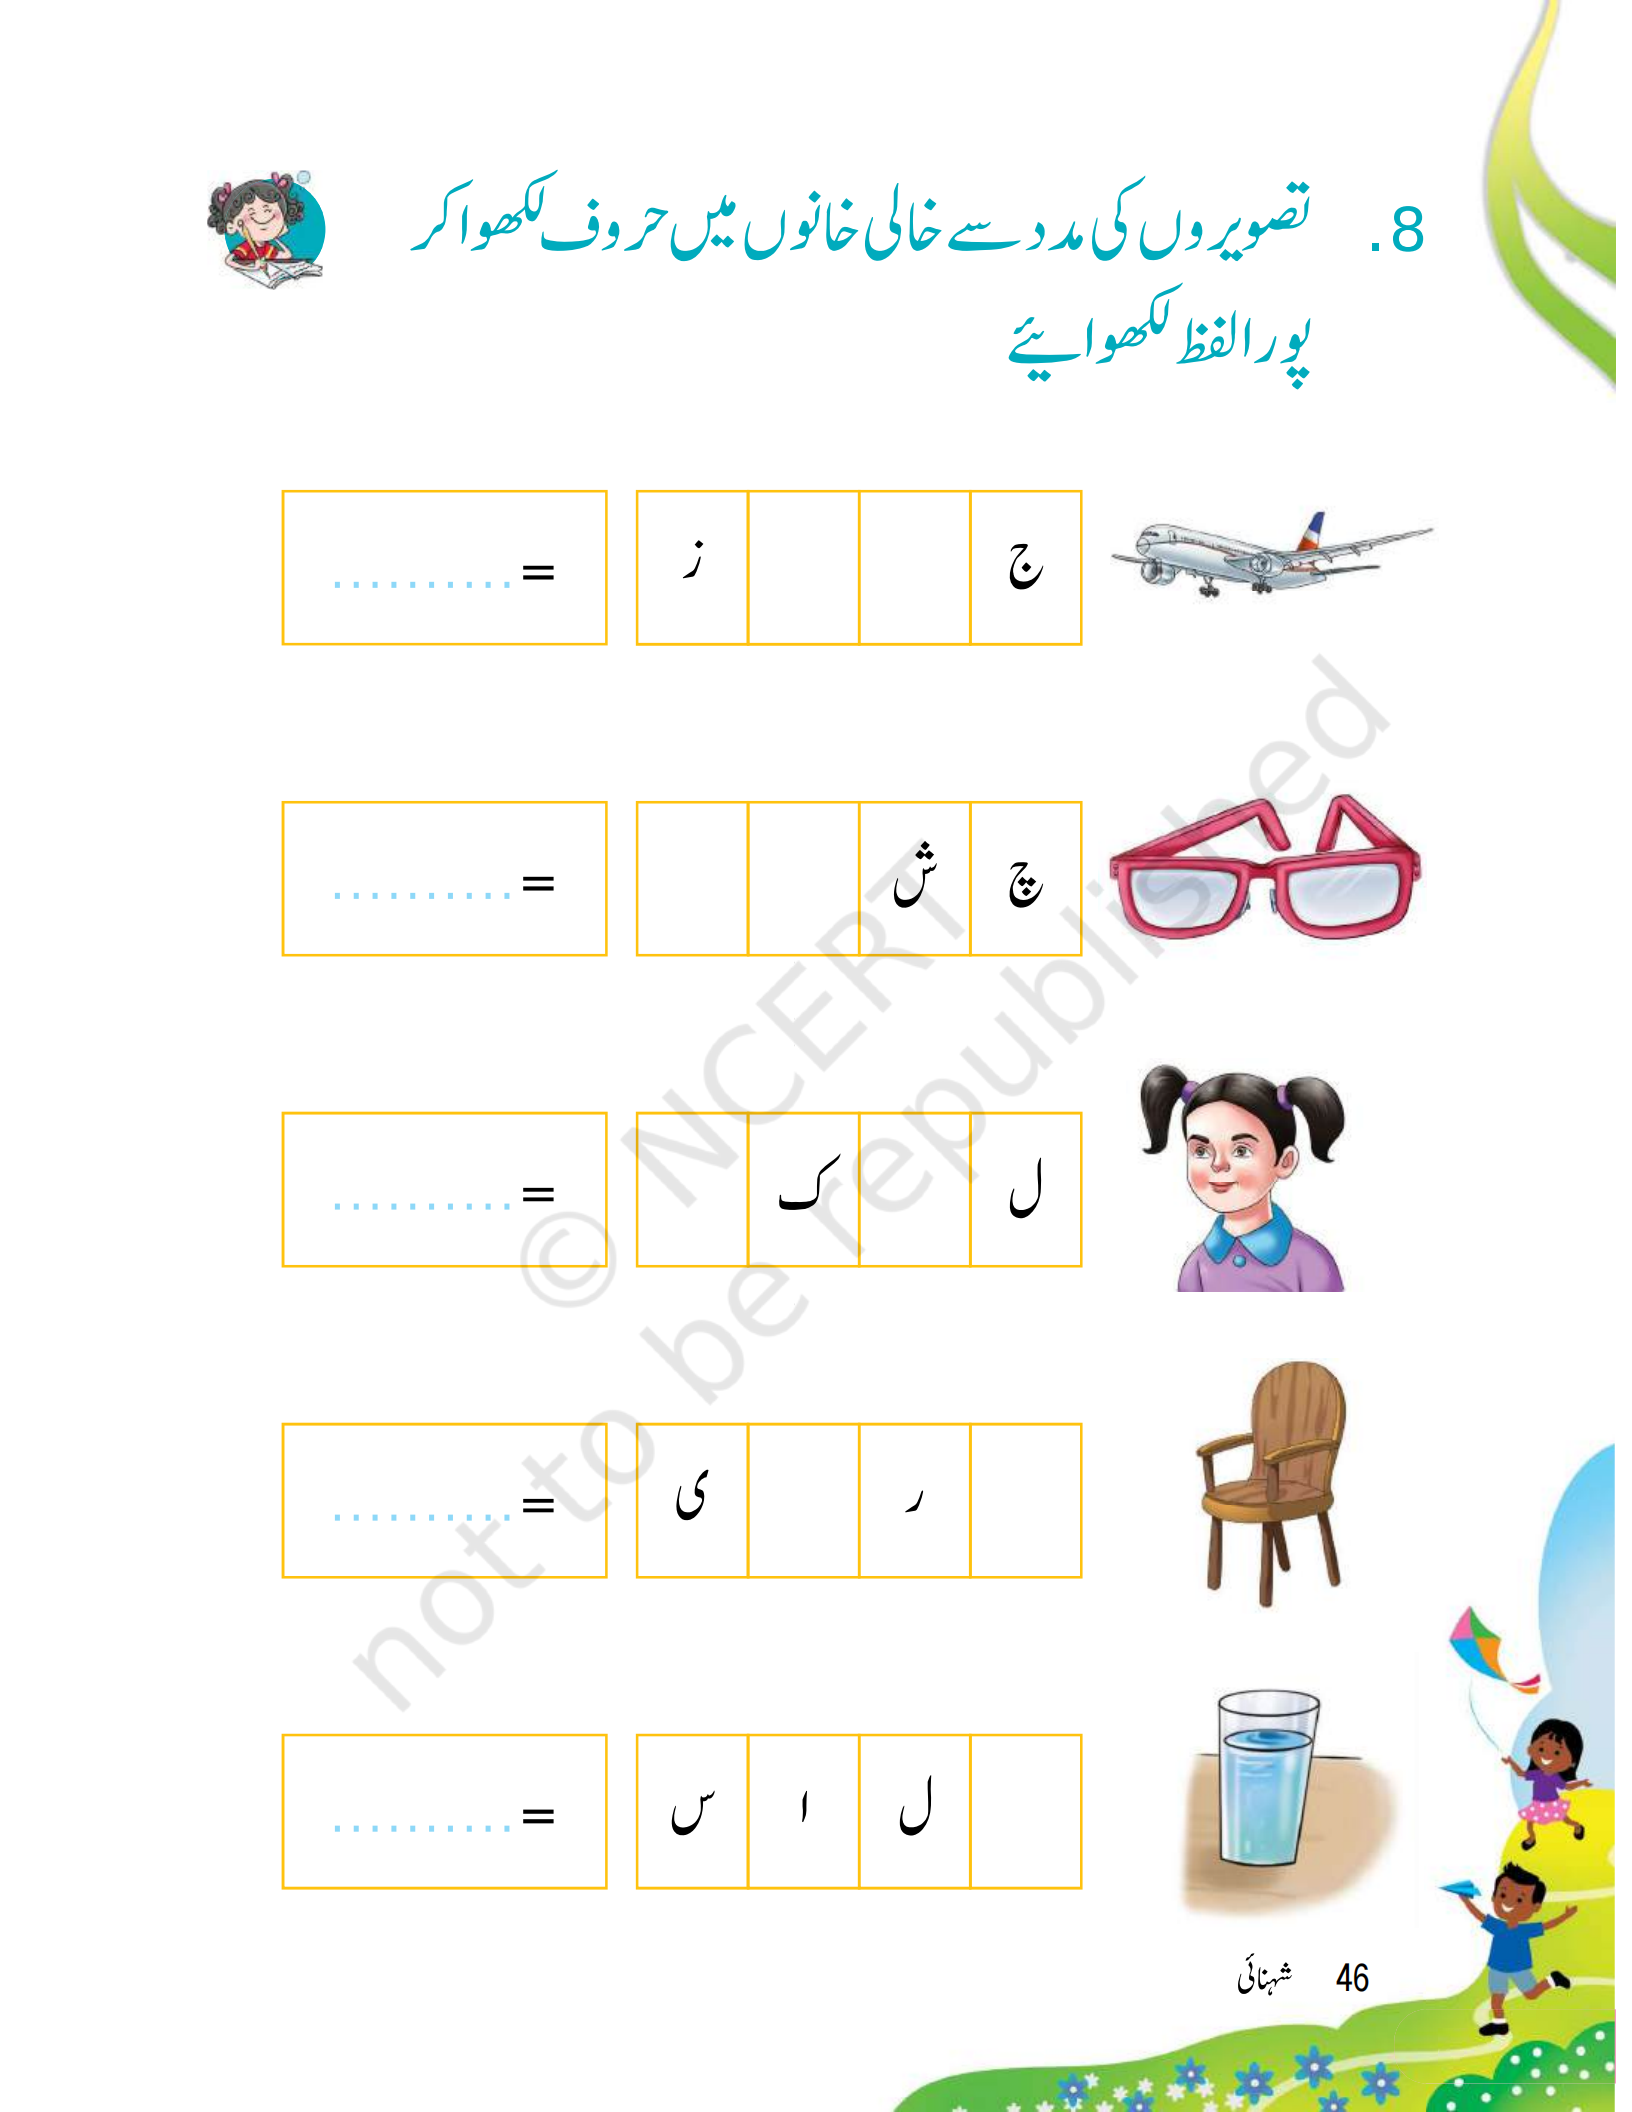 8. تصویروں کی مدد سے خالی خانوں میں حروف لکھوا کر
پورا لفظ لکھوایئے
ج ز = ..........
چ ش = ..........
ل ک = ..........
ر ی = ..........
ل ا س = ..........
© NCERT
not to be republished
46 شہنائی